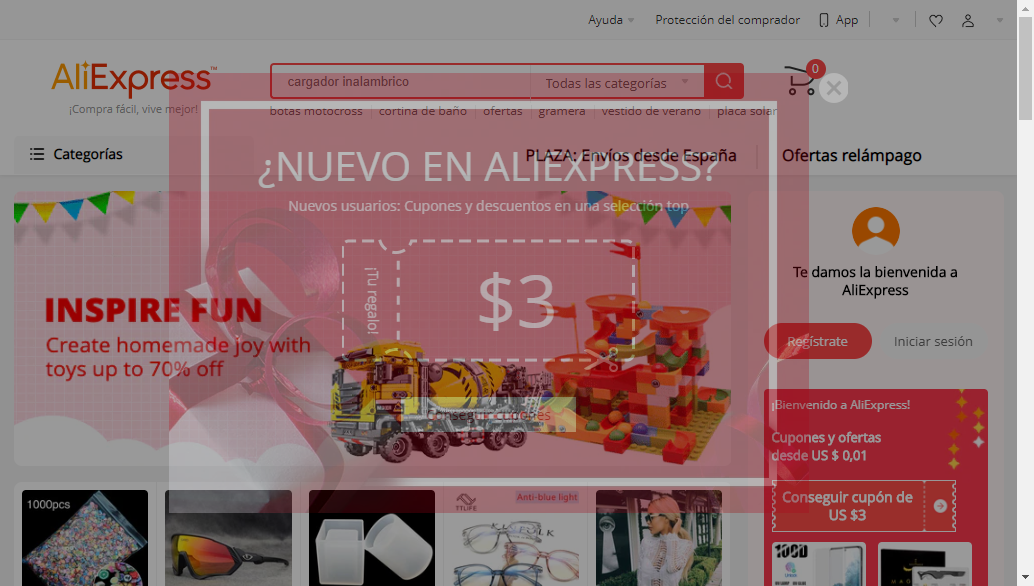 Ayuda
Protección del comprador
App
AliExpress™
¡Compra fácil, vive mejor!
cargador inalambrico
Todas las categorías
0
botas motocross
cortina de baño
ofertas
gramera
vestido de verano
placa solar
Categorías
PLAZA: Envíos desde España
Ofertas relámpago
¿NUEVO EN ALIEXPRESS?
Nuevos usuarios: Cupones y descuentos en una selección top
¡Tu regalo!
$3
Conseguir cupones
INSPIRE FUN
Create homemade joy with
toys up to 70% off
Te damos la bienvenida a
AliExpress
Regístrate
Iniciar sesión
¡Bienvenido a AliExpress!
Cupones y ofertas
desde US $ 0,01
Conseguir cupón de
US $3
1000pcs
TTLIFE
Anti-blue light